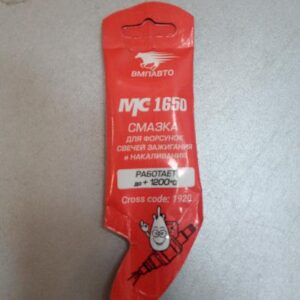 ВМПАВТО
МС 1650
СМАЗКА
ДЛЯ ФОРСУНОК,
СВЕЧЕЙ ЗАЖИГАНИЯ
и НАКАЛИВАНИЯ
РАБОТАЕТ
до + 1200°C
Cross code: 1920